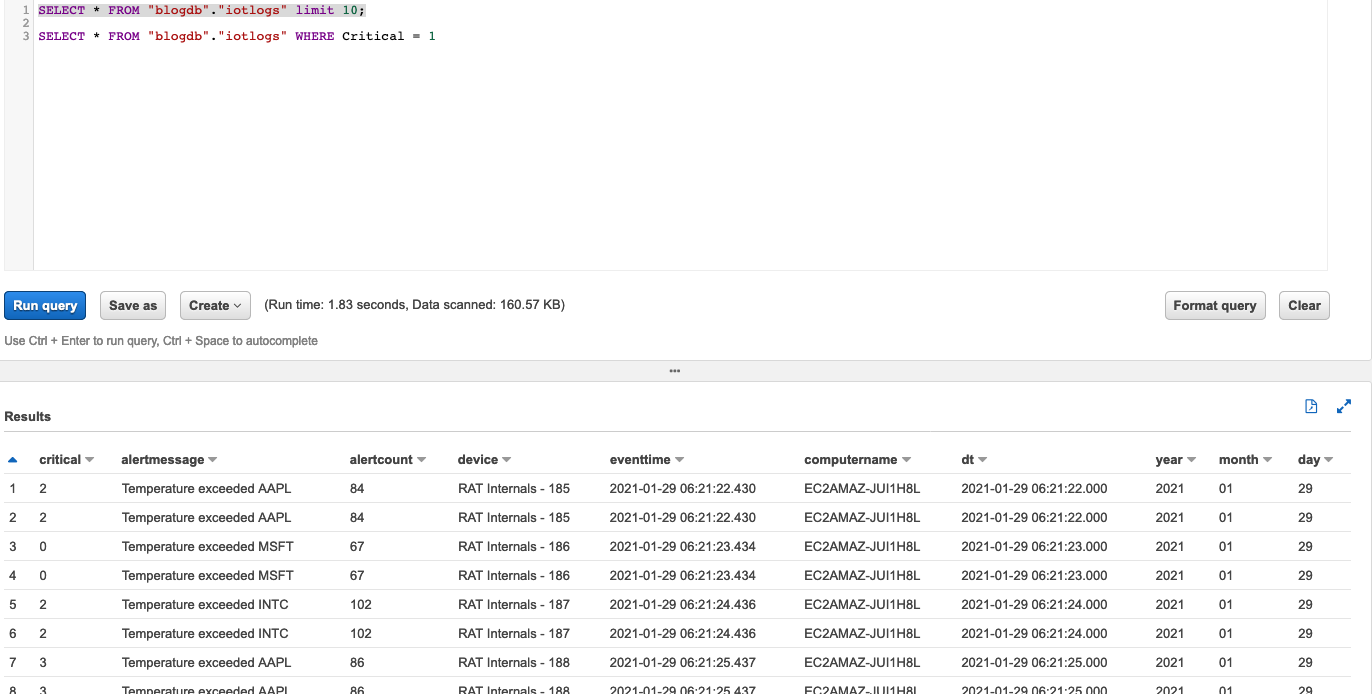 1 SELECT * FROM "blogdb"."iotlogs" limit 10;
2
3 SELECT * FROM "blogdb"."iotlogs" WHERE Critical = 1
Run query Save as Create (Run time: 1.83 seconds, Data scanned: 160.57 KB) Format query Clear
Use Ctrl + Enter to run query, Ctrl + Space to autocomplete
Results
critical alertmessage alertcount device eventtime computername dt year month day
1 2 Temperature exceeded AAPL 84 RAT Internals - 185 2021-01-29 06:21:22.430 EC2AMAZ-JUI1H8L 2021-01-29 06:21:22.000 2021 01 29
2 2 Temperature exceeded AAPL 84 RAT Internals - 185 2021-01-29 06:21:22.430 EC2AMAZ-JUI1H8L 2021-01-29 06:21:22.000 2021 01 29
3 0 Temperature exceeded MSFT 67 RAT Internals - 186 2021-01-29 06:21:23.434 EC2AMAZ-JUI1H8L 2021-01-29 06:21:23.000 2021 01 29
4 0 Temperature exceeded MSFT 67 RAT Internals - 186 2021-01-29 06:21:23.434 EC2AMAZ-JUI1H8L 2021-01-29 06:21:23.000 2021 01 29
5 2 Temperature exceeded INTC 102 RAT Internals - 187 2021-01-29 06:21:24.436 EC2AMAZ-JUI1H8L 2021-01-29 06:21:24.000 2021 01 29
6 2 Temperature exceeded INTC 102 RAT Internals - 187 2021-01-29 06:21:24.436 EC2AMAZ-JUI1H8L 2021-01-29 06:21:24.000 2021 01 29
7 3 Temperature exceeded AAPL 86 RAT Internals - 188 2021-01-29 06:21:25.437 EC2AMAZ-JUI1H8L 2021-01-29 06:21:25.000 2021 01 29
8 3 Temperature exceeded AAPL 86 RAT Internals - 188 2021-01-29 06:21:25.437 EC2AMAZ-JUI1H8L 2021-01-29 06:21:25.000 2021 01 29